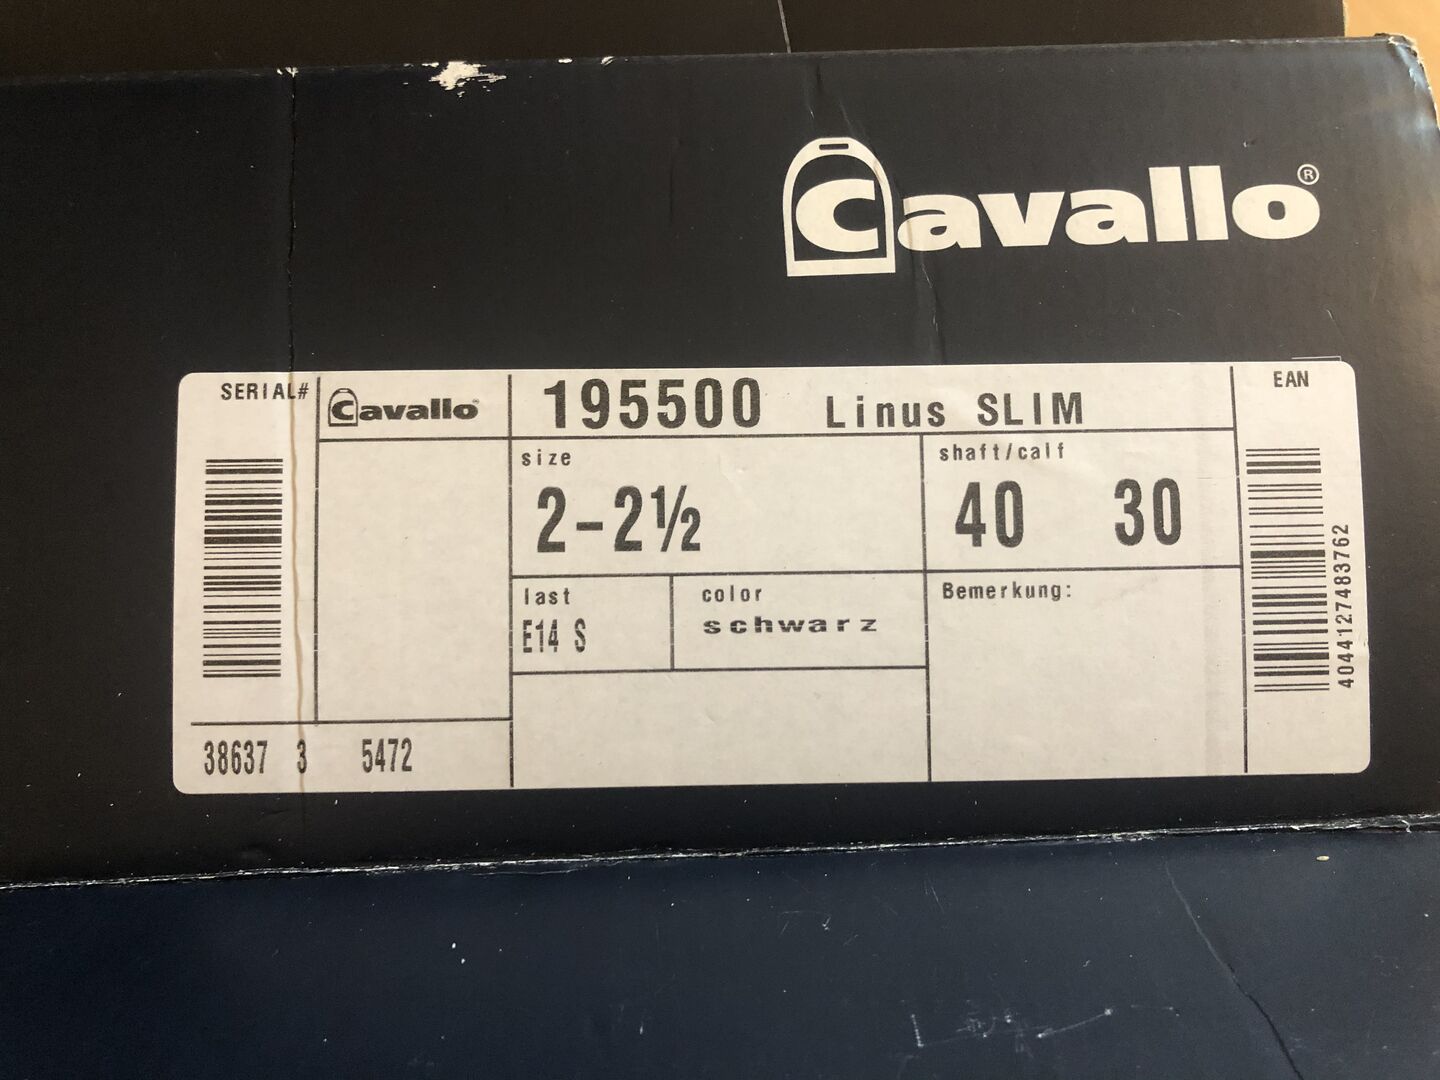 Cavallo®
SERIAL#
Cavallo
195500 Linus SLIM
EAN
size
2-2½
shaft/calf
40 30
last
E14 S
color
schwarz
Bemerkung:
38637 3 5472
4044127483762